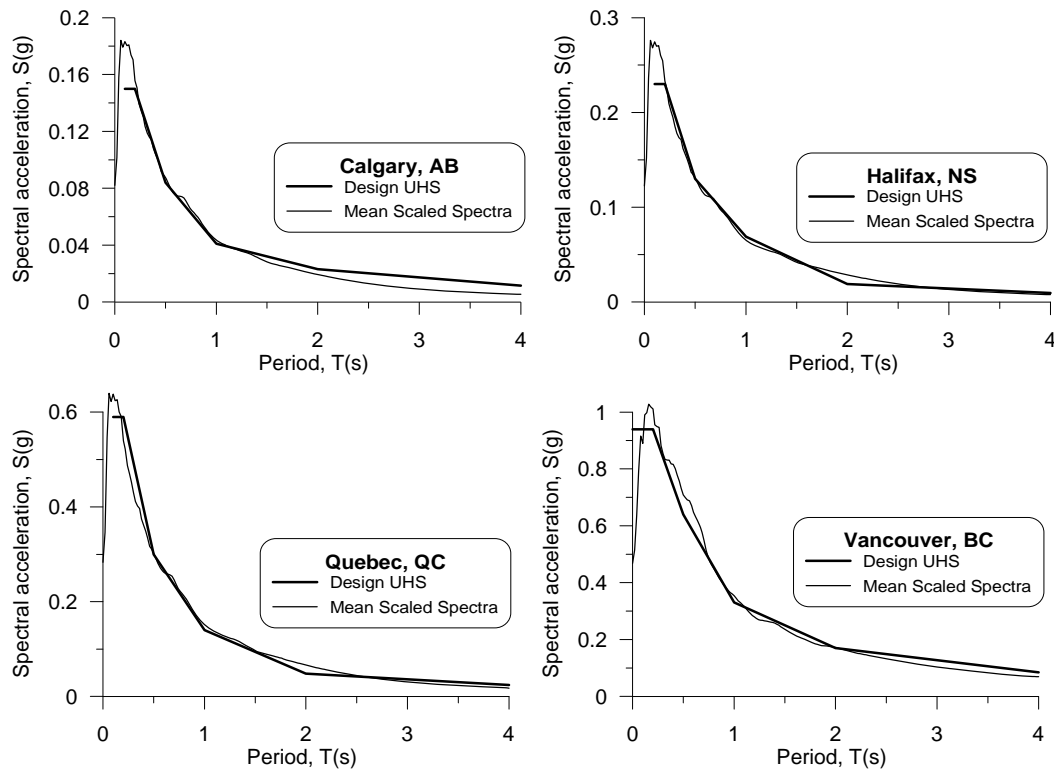 0.2
0.16
0.12
0.08
0.04
0
Spectral acceleration, S(g)
Calgary, AB
Design UHS
Mean Scaled Spectra
0 1 2 3 4
Period, T(s)
0.3
0.2
0.1
0
Spectral acceleration, S(g)
Halifax, NS
Design UHS
Mean Scaled Spectra
0 1 2 3 4
Period, T(s)
0.6
0.4
0.2
0
Spectral acceleration, S(g)
Quebec, QC
Design UHS
Mean Scaled Spectra
0 1 2 3 4
Period, T(s)
1
0.8
0.6
0.4
0.2
0
Spectral acceleration, S(g)
Vancouver, BC
Design UHS
Mean Scaled Spectra
0 1 2 3 4
Period, T(s)